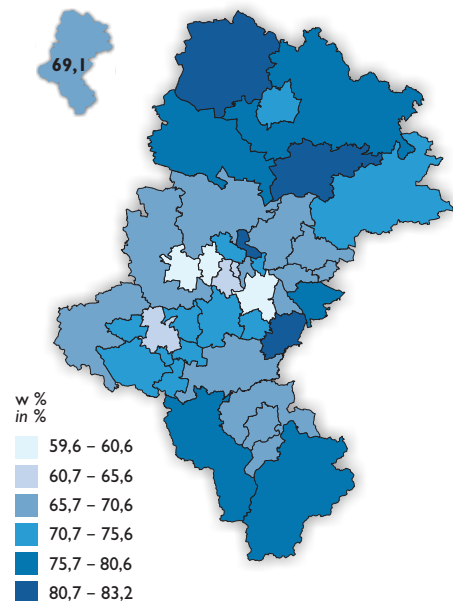 69,1
w %
in %
59,6 – 60,6
60,7 – 65,6
65,7 – 70,6
70,7 – 75,6
75,7 – 80,6
80,7 – 83,2